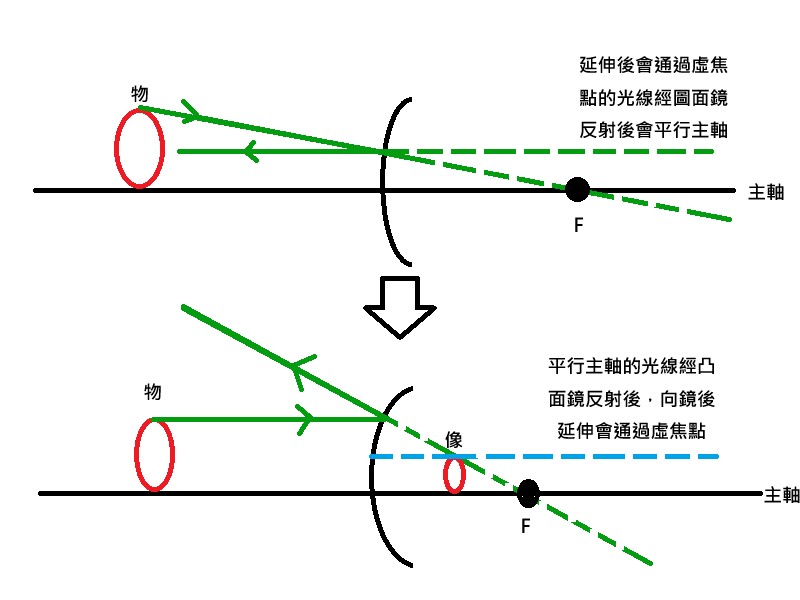 物
延伸後會通過虛焦
點的光線經圖面鏡
反射後會平行主軸
主軸
F
物
平行主軸的光線經凸
面鏡反射後，向鏡後
延伸會通過虛焦點
像
主軸
F